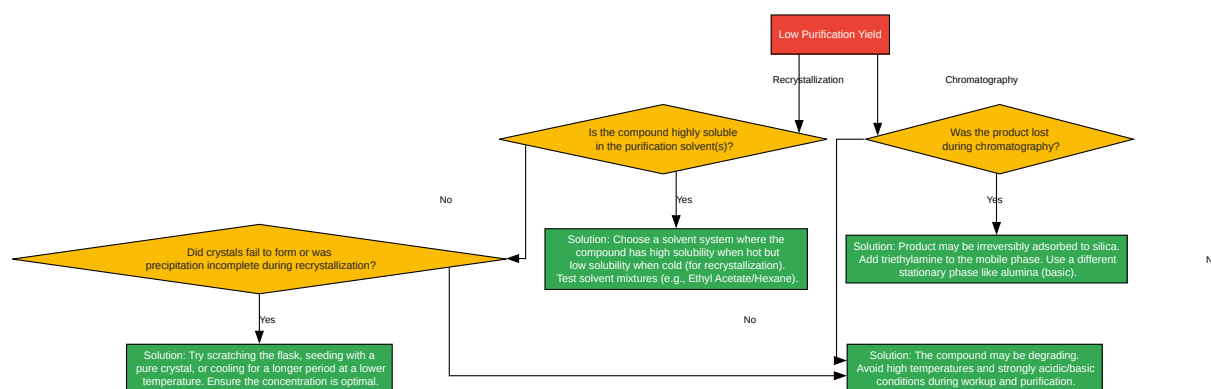 Low Purification Yield
Recrystallization
Chromatography
Is the compound highly soluble
in the purification solvent(s)?
Was the product lost
during chromatography?
No
Yes
Yes
Solution: Choose a solvent system where the
compound has high solubility when hot but
low solubility when cold (for recrystallization).
Test solvent mixtures (e.g., Ethyl Acetate/Hexane).
Solution: Product may be irreversibly adsorbed to silica.
Add triethylamine to the mobile phase. Use a different
stationary phase like alumina (basic).
Did crystals fail to form or was
precipitation incomplete during recrystallization?
Yes
No
Solution: Try scratching the flask, seeding with a
pure crystal, or cooling for a longer period at a lower
temperature. Ensure the concentration is optimal.
Solution: The compound may be degrading.
Avoid high temperatures and strongly acidic/basic
conditions during workup and purification.